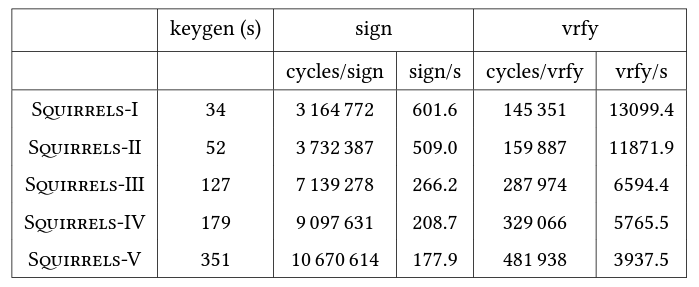 keygen (s) sign vrfy
cycles/sign sign/s cycles/vrfy vrfy/s
Squirrels-I 34 3 164 772 601.6 145 351 13099.4
Squirrels-II 52 3 732 387 509.0 159 887 11871.9
Squirrels-III 127 7 139 278 266.2 287 974 6594.4
Squirrels-IV 179 9 097 631 208.7 329 066 5765.5
Squirrels-V 351 10 670 614 177.9 481 938 3937.5